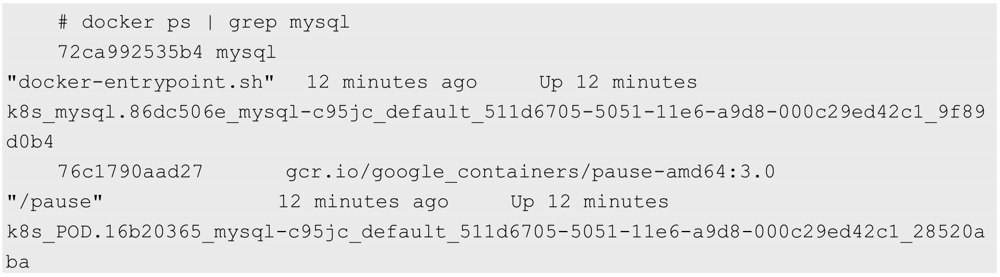 # docker ps | grep mysql
72ca992535b4 mysql
"docker-entrypoint.sh" 12 minutes ago Up 12 minutes
k8s_mysql.86dc506e_mysql-c95jc_default_511d6705-5051-11e6-a9d8-000c29ed42c1_9f89
d0b4
76c1790aad27 gcr.io/google_containers/pause-amd64:3.0
"/pause" 12 minutes ago Up 12 minutes
k8s_POD.16b20365_mysql-c95jc_default_511d6705-5051-11e6-a9d8-000c29ed42c1_28520a
ba